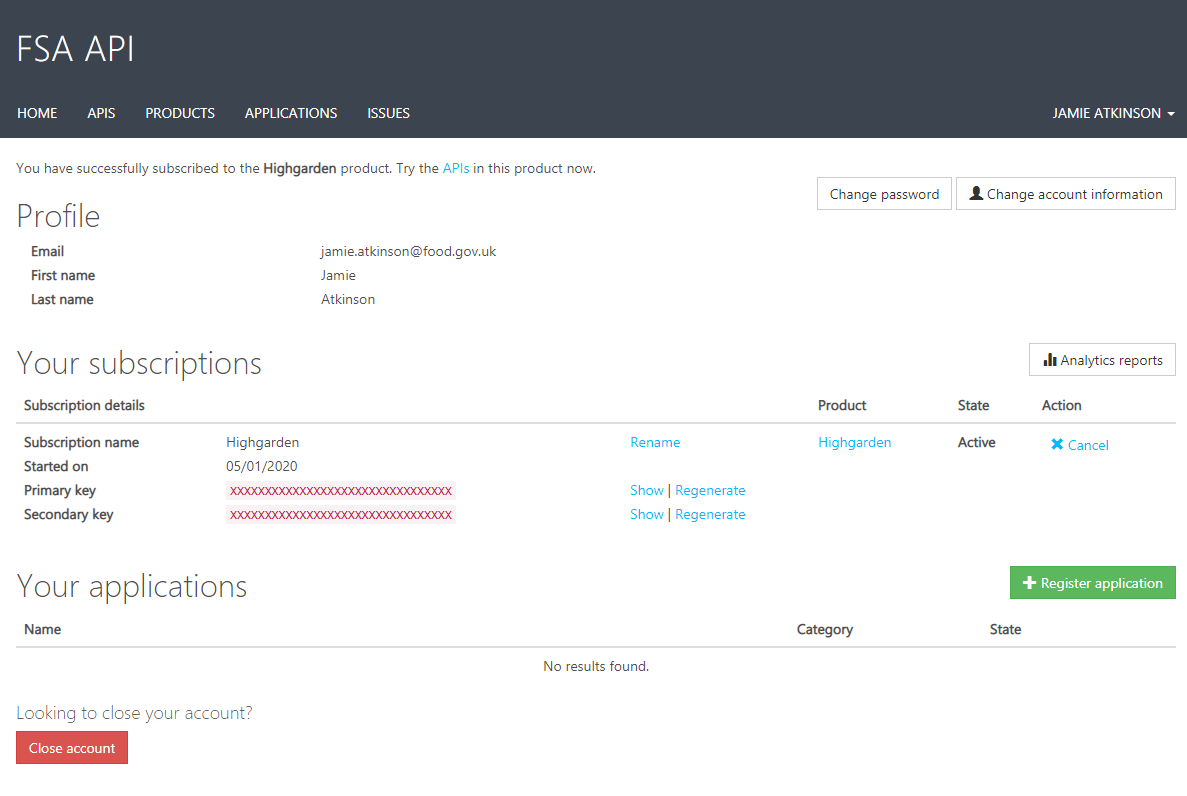 FSA API
HOME APIS PRODUCTS APPLICATIONS ISSUES JAMIE ATKINSON
You have successfully subscribed to the Highgarden product. Try the APIs in this product now.
Change password Change account information
Profile
Email jamie.atkinson@food.gov.uk
First name Jamie
Last name Atkinson
Your subscriptions Analytics reports
Subscription details Product State Action
Subscription name Highgarden Rename Highgarden Active Cancel
Started on 05/01/2020
Primary key xxxxxxxxxxxxxxxxxxxxxxxxxxxxxxxx Show | Regenerate
Secondary key xxxxxxxxxxxxxxxxxxxxxxxxxxxxxxxx Show | Regenerate
Your applications Register application
Name Category State
No results found.
Looking to close your account?
Close account